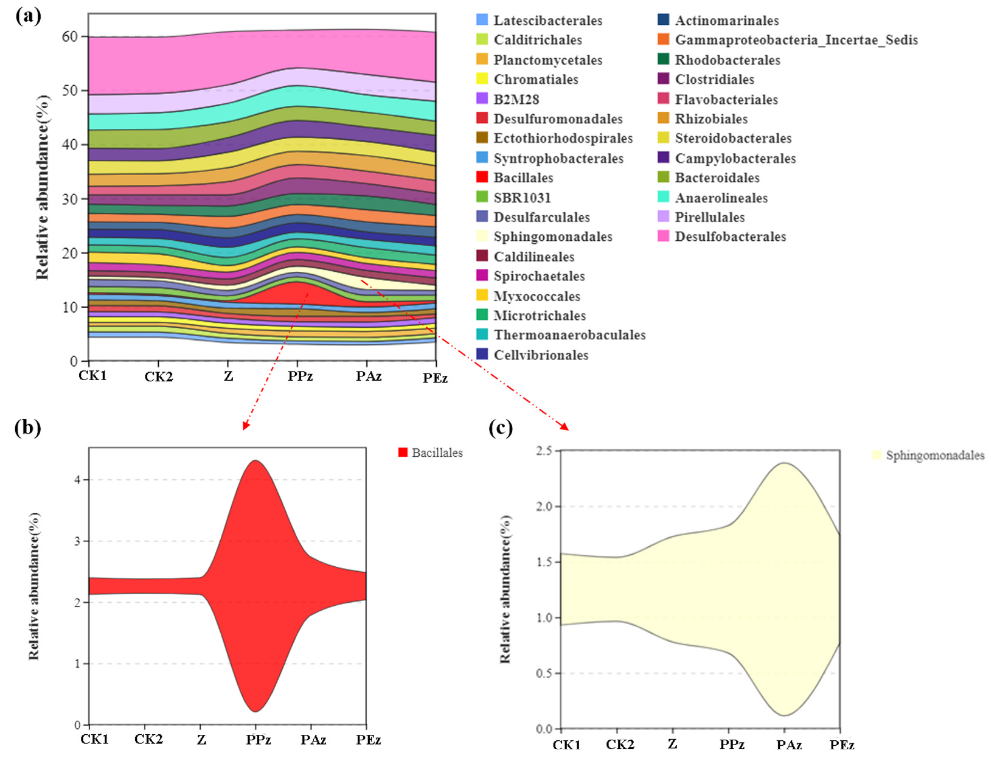 (a)
Relative abundance(%)
60
50
40
30
20
10
0
CK1 CK2 Z PPz PAz PEz
Latescibacterales
Calditrichales
Planctomycetales
Chromatiales
B2M28
Desulfuromonadales
Ectothiorhodospirales
Syntrophobacterales
Bacillales
SBR1031
Desulfarculales
Sphingomonadales
Caldilineales
Spirochaetales
Myxococcales
Microtrichales
Thermoanaerobaculales
Cellvibrionales
Actinomarinales
Gammaproteobacteria_Incertae_Sedis
Rhodobacterales
Clostridiales
Flavobacteriales
Rhizobiales
Steroidobacterales
Campylobacterales
Bacteroidales
Anaerolineales
Pirellulales
Desulfobacterales
(b)
Relative abundance(%)
4
3
2
1
0
CK1 CK2 Z PPz PAz PEz
Bacillales
(c)
Relative abundance(%)
2.5
2.0
1.5
1.0
0.5
0.0
CK1 CK2 Z PPz PAz PEz
Sphingomonadales